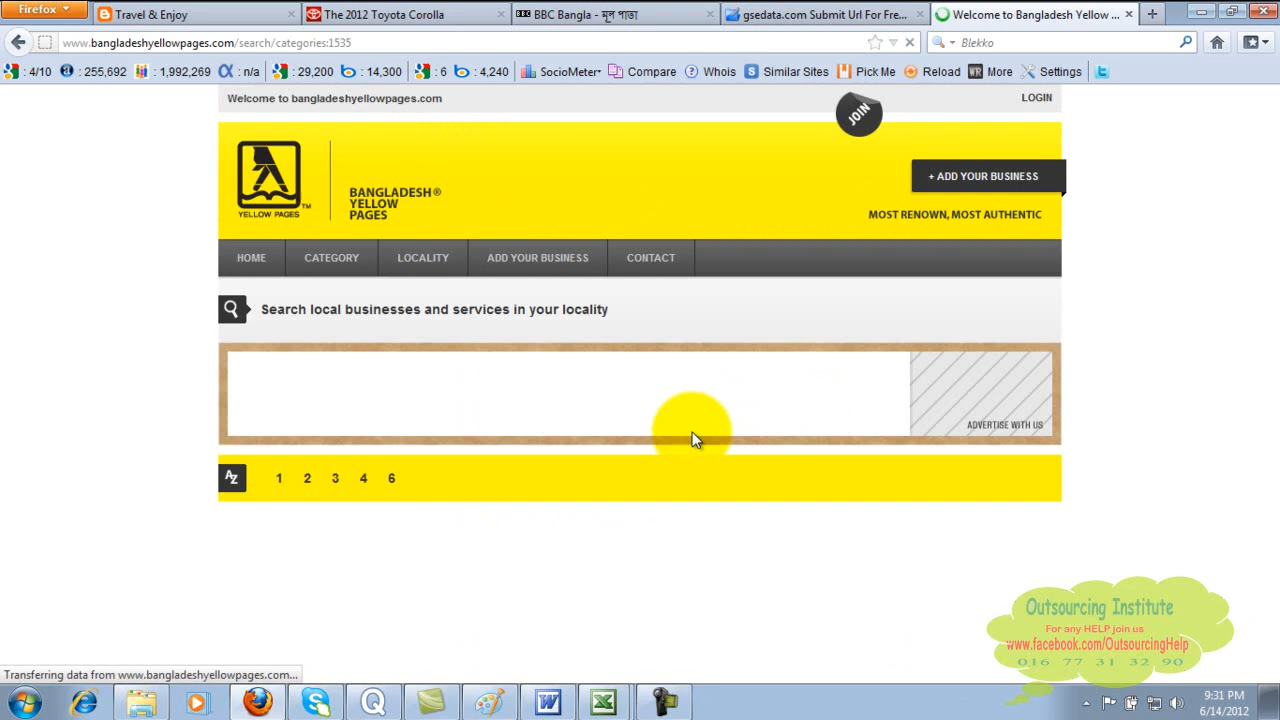 Firefox
Travel & Enjoy
The 2012 Toyota Corolla
BBC Bangla - মূল পাতা
gsedata.com Submit Url For Fre...
Welcome to Bangladesh Yellow ...
www.bangladeshyellowpages.com/search/categories:1535
Blekko
: 4/10
: 255,692
: 1,992,269
: n/a
: 29,200
: 14,300
: 6
: 4,240
SocioMeter
Compare
Whois
Similar Sites
Pick Me
Reload
More
Settings
Welcome to bangladeshyellowpages.com
LOGIN
JOIN
YELLOW PAGES TM
BANGLADESH®
YELLOW
PAGES
+ ADD YOUR BUSINESS
MOST RENOWN, MOST AUTHENTIC
HOME
CATEGORY
LOCALITY
ADD YOUR BUSINESS
CONTACT
Search local businesses and services in your locality
ADVERTISE WITH US
AZ
1 2 3 4 6
Outsourcing Institute
For any HELP join us
www.facebook.com/OutsourcingHelp
016 77 31 32 90
Transferring data from www.bangladeshyellowpages.com...
9:31 PM
6/14/2012